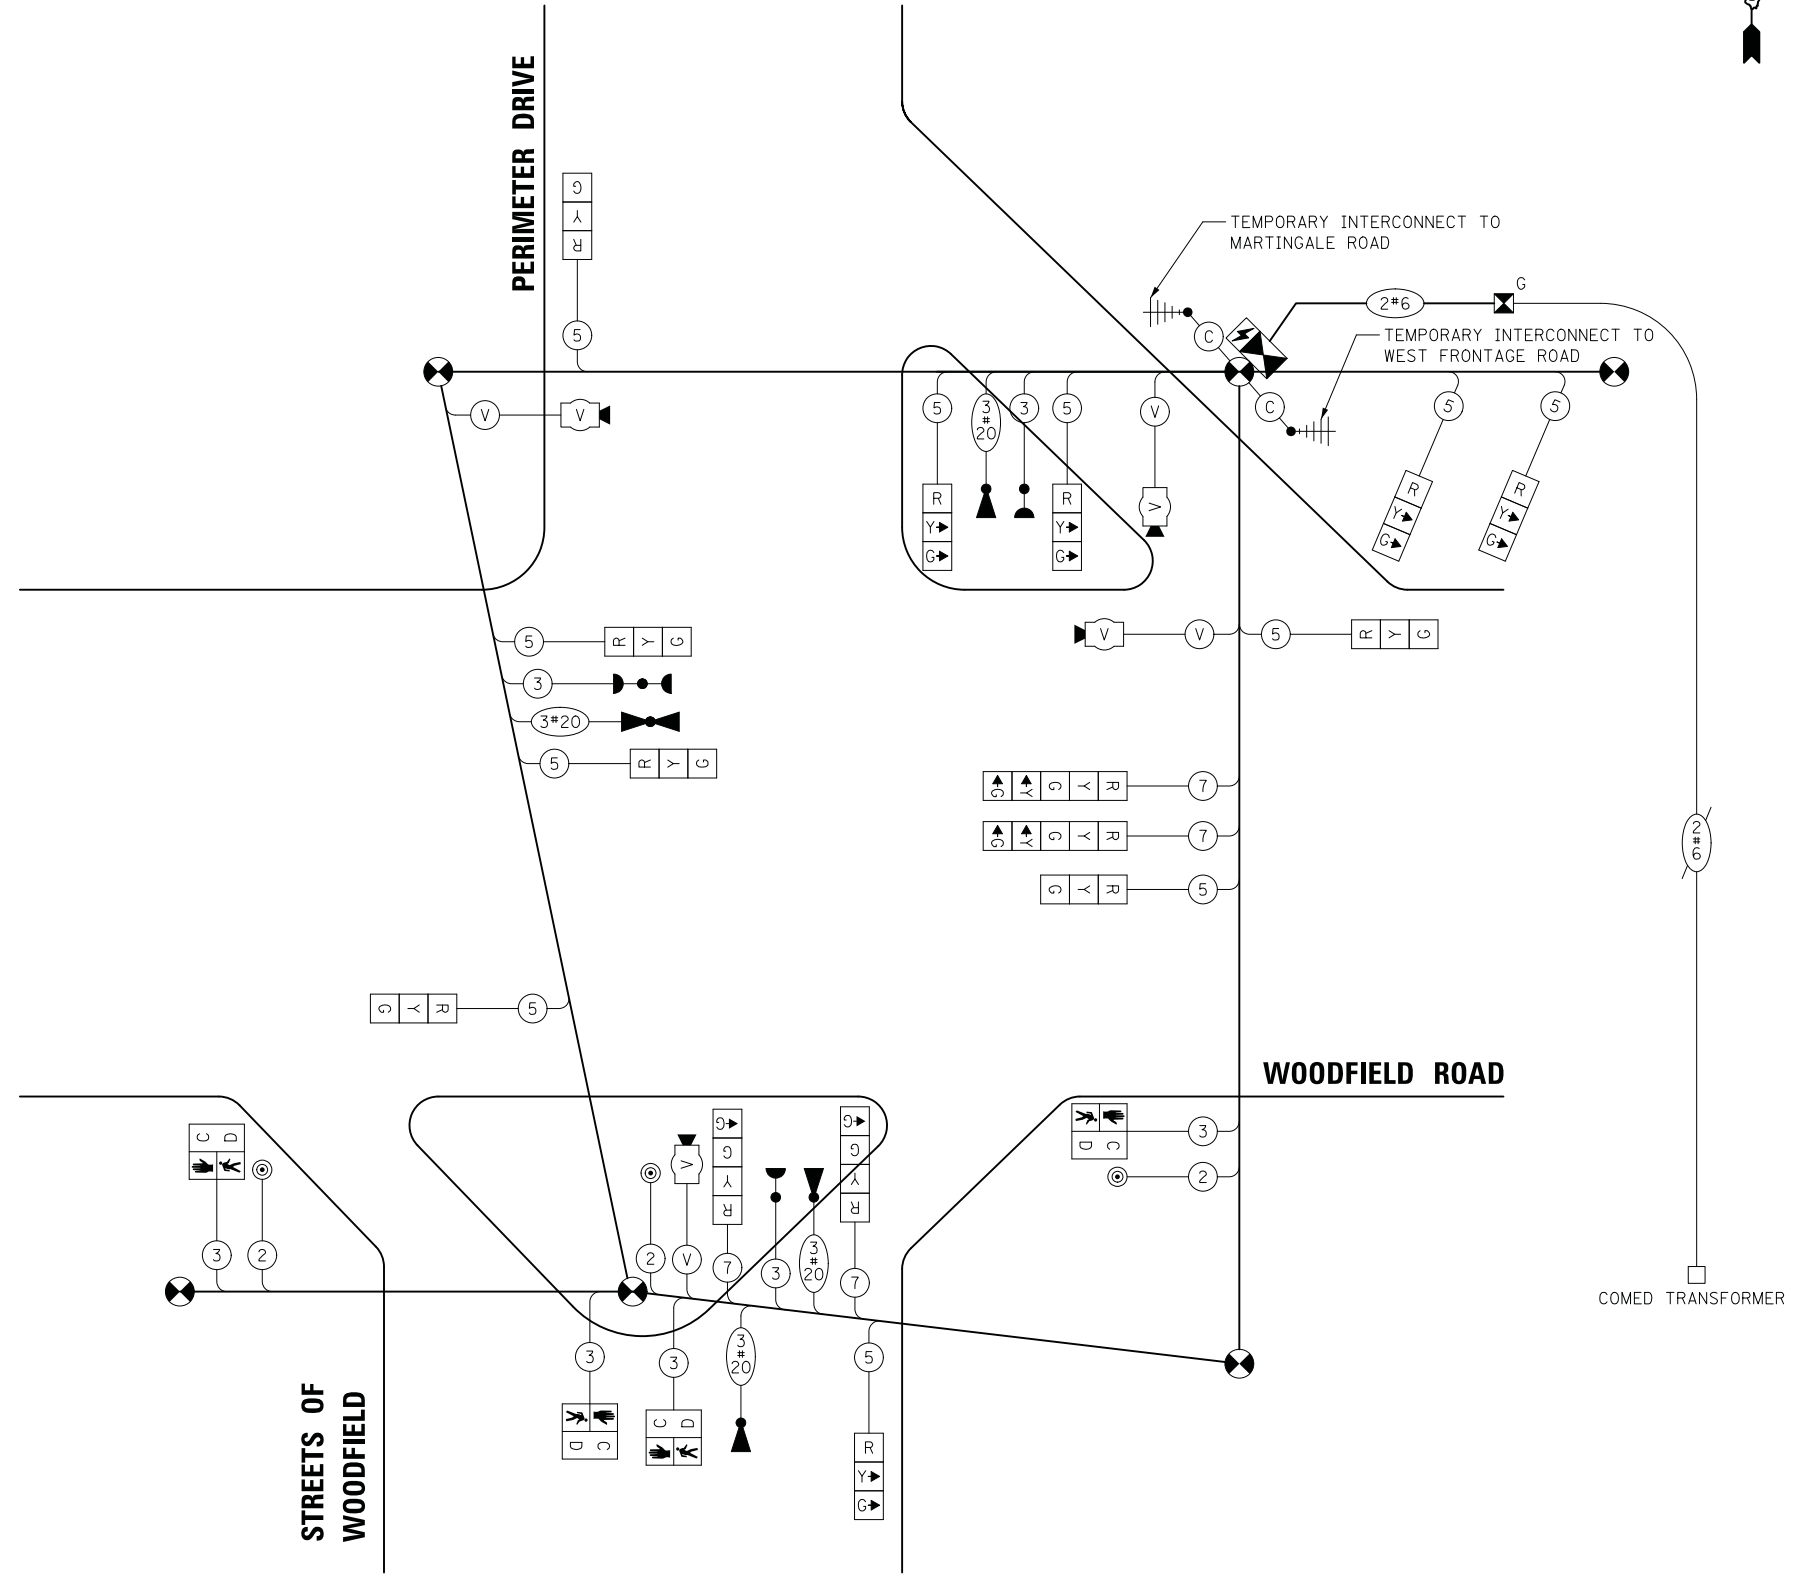 PERIMETER DRIVE
G
Y
R
5
TEMPORARY INTERCONNECT TO
MARTINGALE ROAD
G
2#6
C
TEMPORARY INTERCONNECT TO
WEST FRONTAGE ROAD
C
V V
5
3
#
20
3
5
V
5
5
R
Y
G
R
Y
G
V
R
Y
G
R
Y
G
5 R Y G
3
3#20
5 R Y G
V V 5 R Y G
G Y G Y R 7
G Y G Y R 7
G Y R 5
2
#
6
G Y R 5
WOODFIELD ROAD
C D
3
2
D C
3
2
V
G
G
Y
R
G
G
Y
R
2
V
7
3
3
#
20
7
COMED TRANSFORMER
3
D C
3
C D
3
#
20
5
R
Y
G
STREETS OF
WOODFIELD